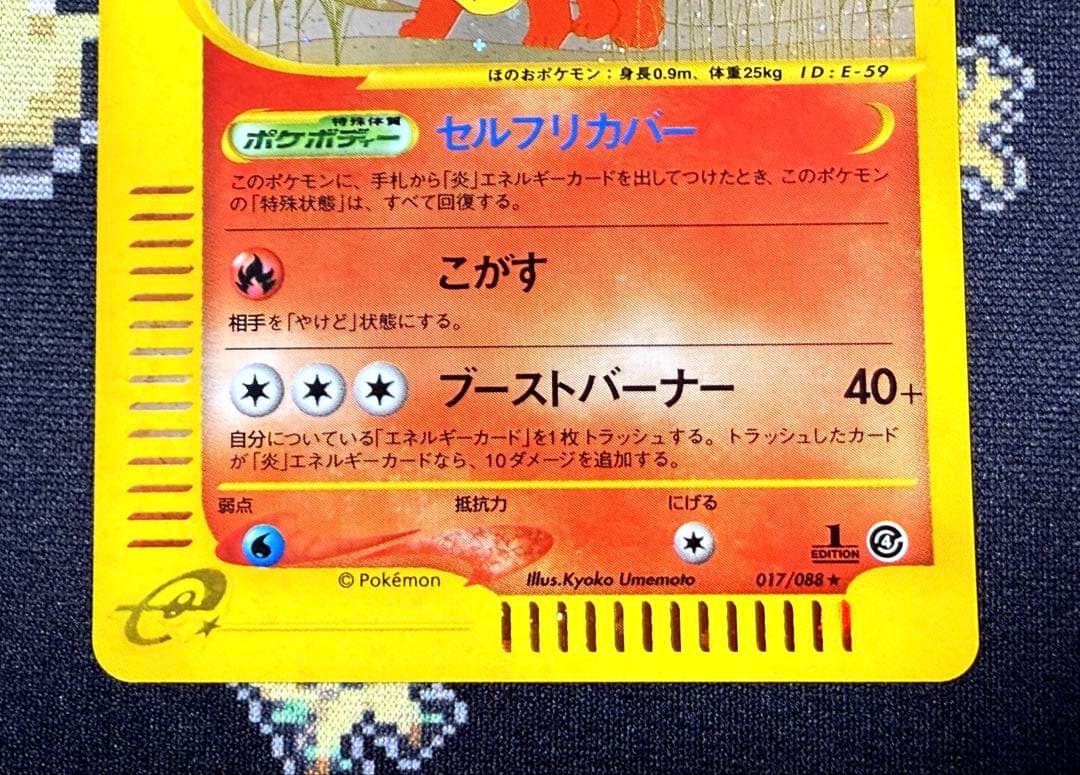 ほのおポケモン：身長0.9m、体重25kg ID:E-59
特殊体質
ポケボディー セルフリカバー
このポケモンに、手札から「炎」エネルギーカードを出してつけたとき、このポケモン
の「特殊状態」は、すべて回復する。
こがす
相手を「やけど」状態にする。
ブーストバーナー 40+
自分についている「エネルギーカード」を1枚トラッシュする。トラッシュしたカード
が「炎」エネルギーカードなら、10ダメージを追加する。
弱点 抵抗力 にげる
1 EDITION 4
© Pokémon Illus.Kyoko Umemoto 017/088★
e